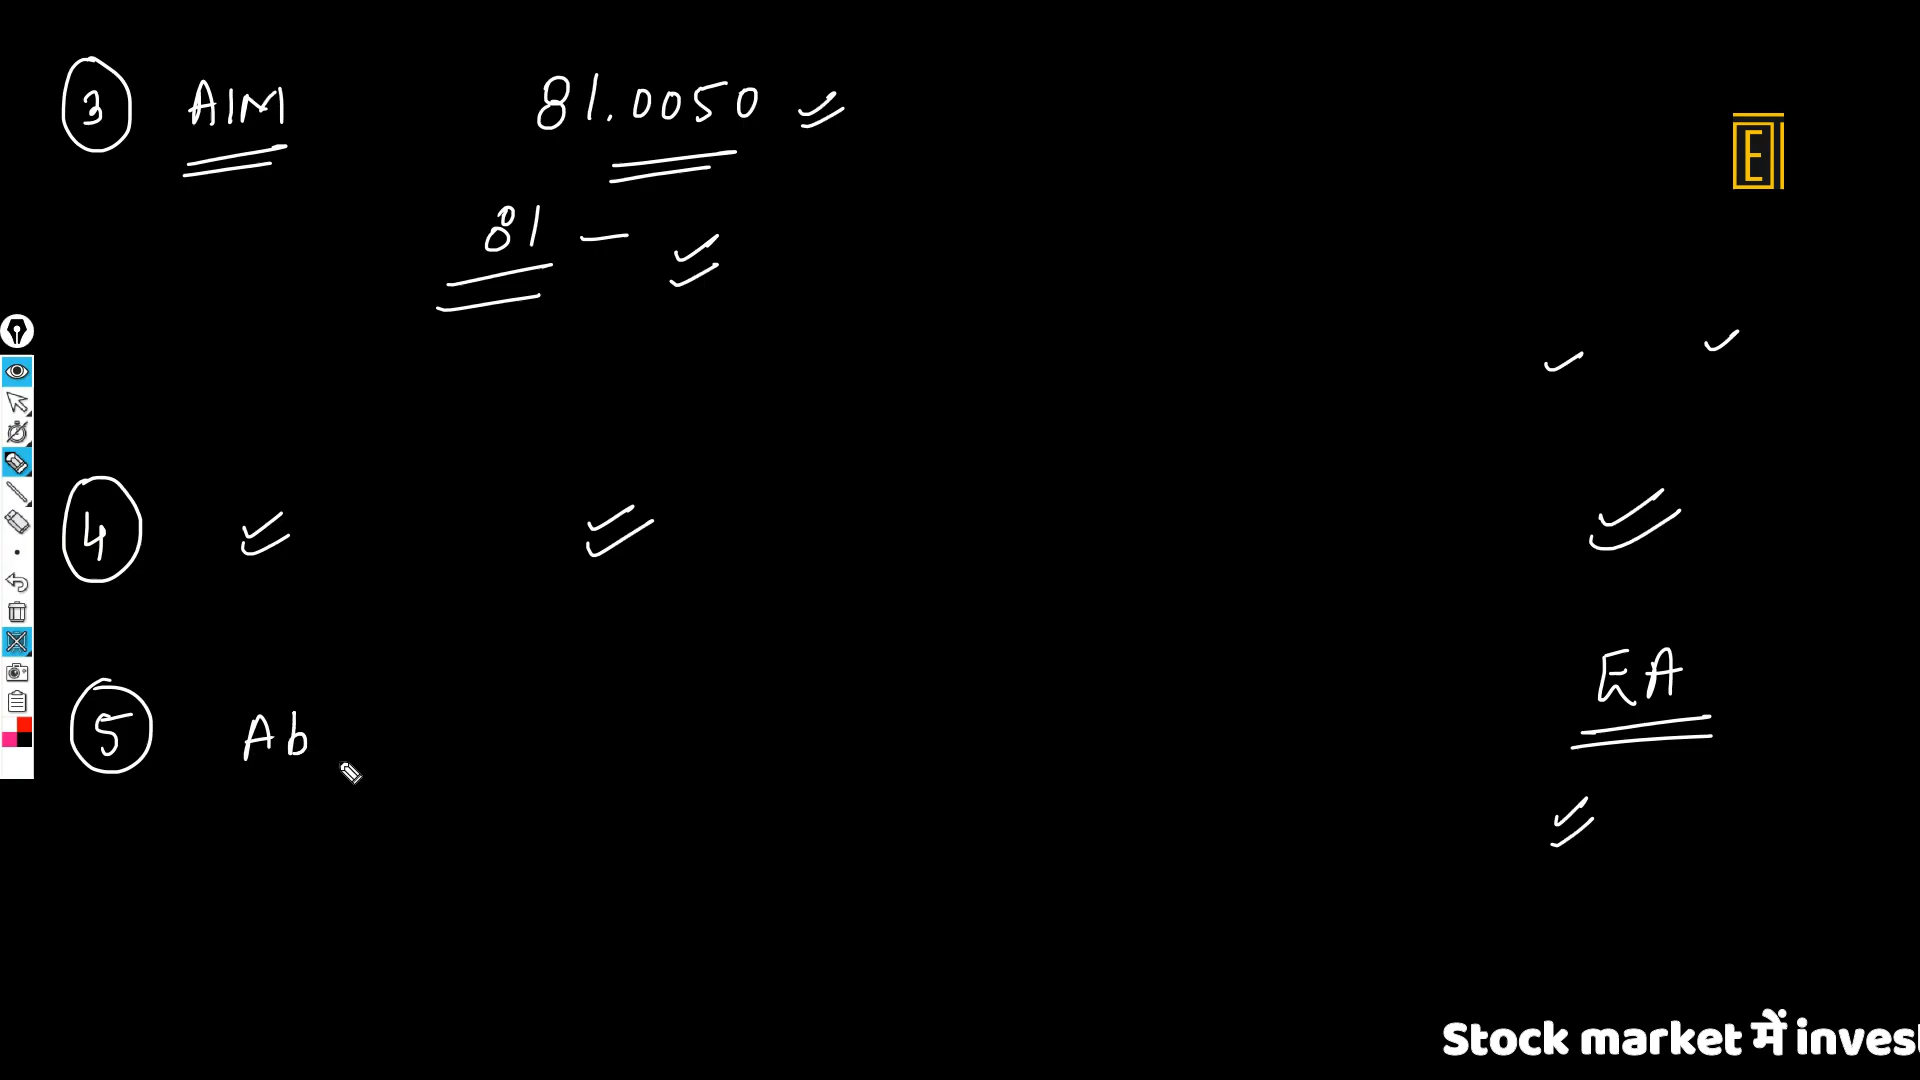 3 AIM 81.0050
E
81 -
4
EA
5 Ab
Stock market में inves